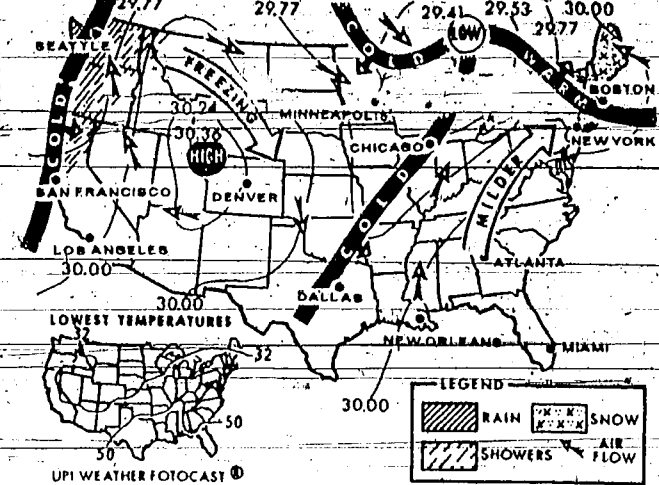 29.77
29.77
29.41
29.53
30.00
29.77
LOW
COLD
WARM
SEATTLE
FREEZING
BOSTON
30.24
30.36
MINNEAPOLIS
NEW YORK
COLD
CHICAGO
HIGH
MILDER
SAN FRANCISCO
DENVER
COLD
LOS ANGELES
30.00
ATLANTA
30.00
DALLAS
LOWEST TEMPERATURES
32
32
NEW ORLEANS
MIAMI
30.00
50
50
LEGEND
RAIN
SNOW
SHOWERS
AIR
FLOW
UPI WEATHER FOTOCAST ®